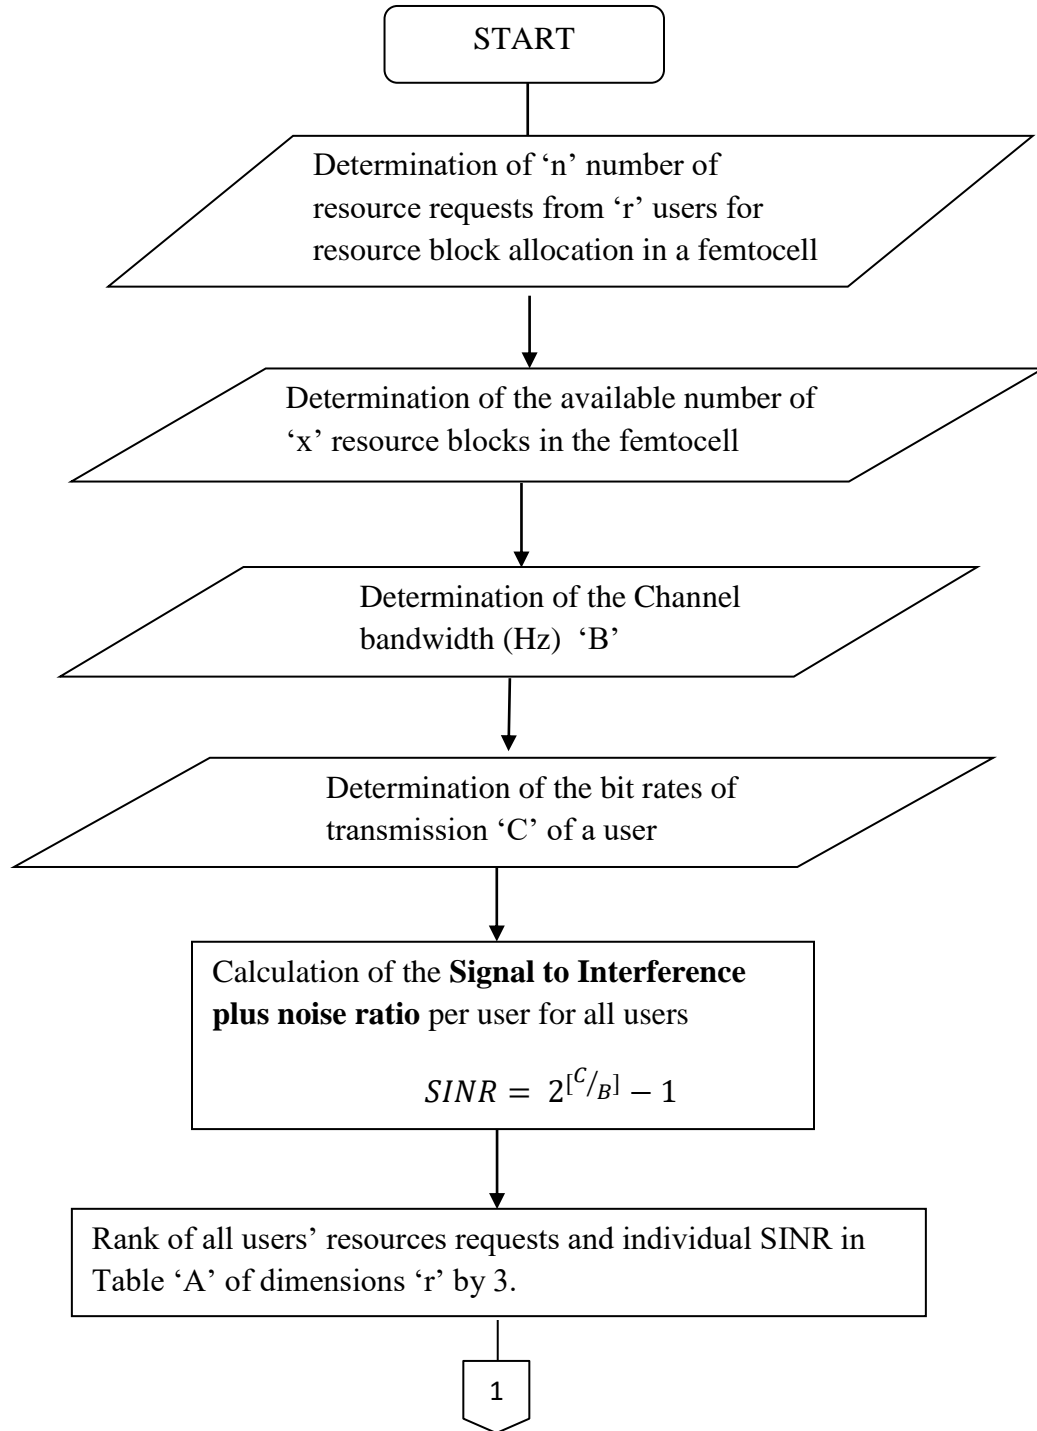 START
Determination of ‘n’ number of
resource requests from ‘r’ users for
resource block allocation in a femtocell
Determination of the available number of
‘x’ resource blocks in the femtocell
Determination of the Channel
bandwidth (Hz) ‘B’
Determination of the bit rates of
transmission ‘C’ of a user
Calculation of the Signal to Interference
plus noise ratio per user for all users
SINR = 2^[C/B] − 1
Rank of all users’ resources requests and individual SINR in
Table ‘A’ of dimensions ‘r’ by 3.
1